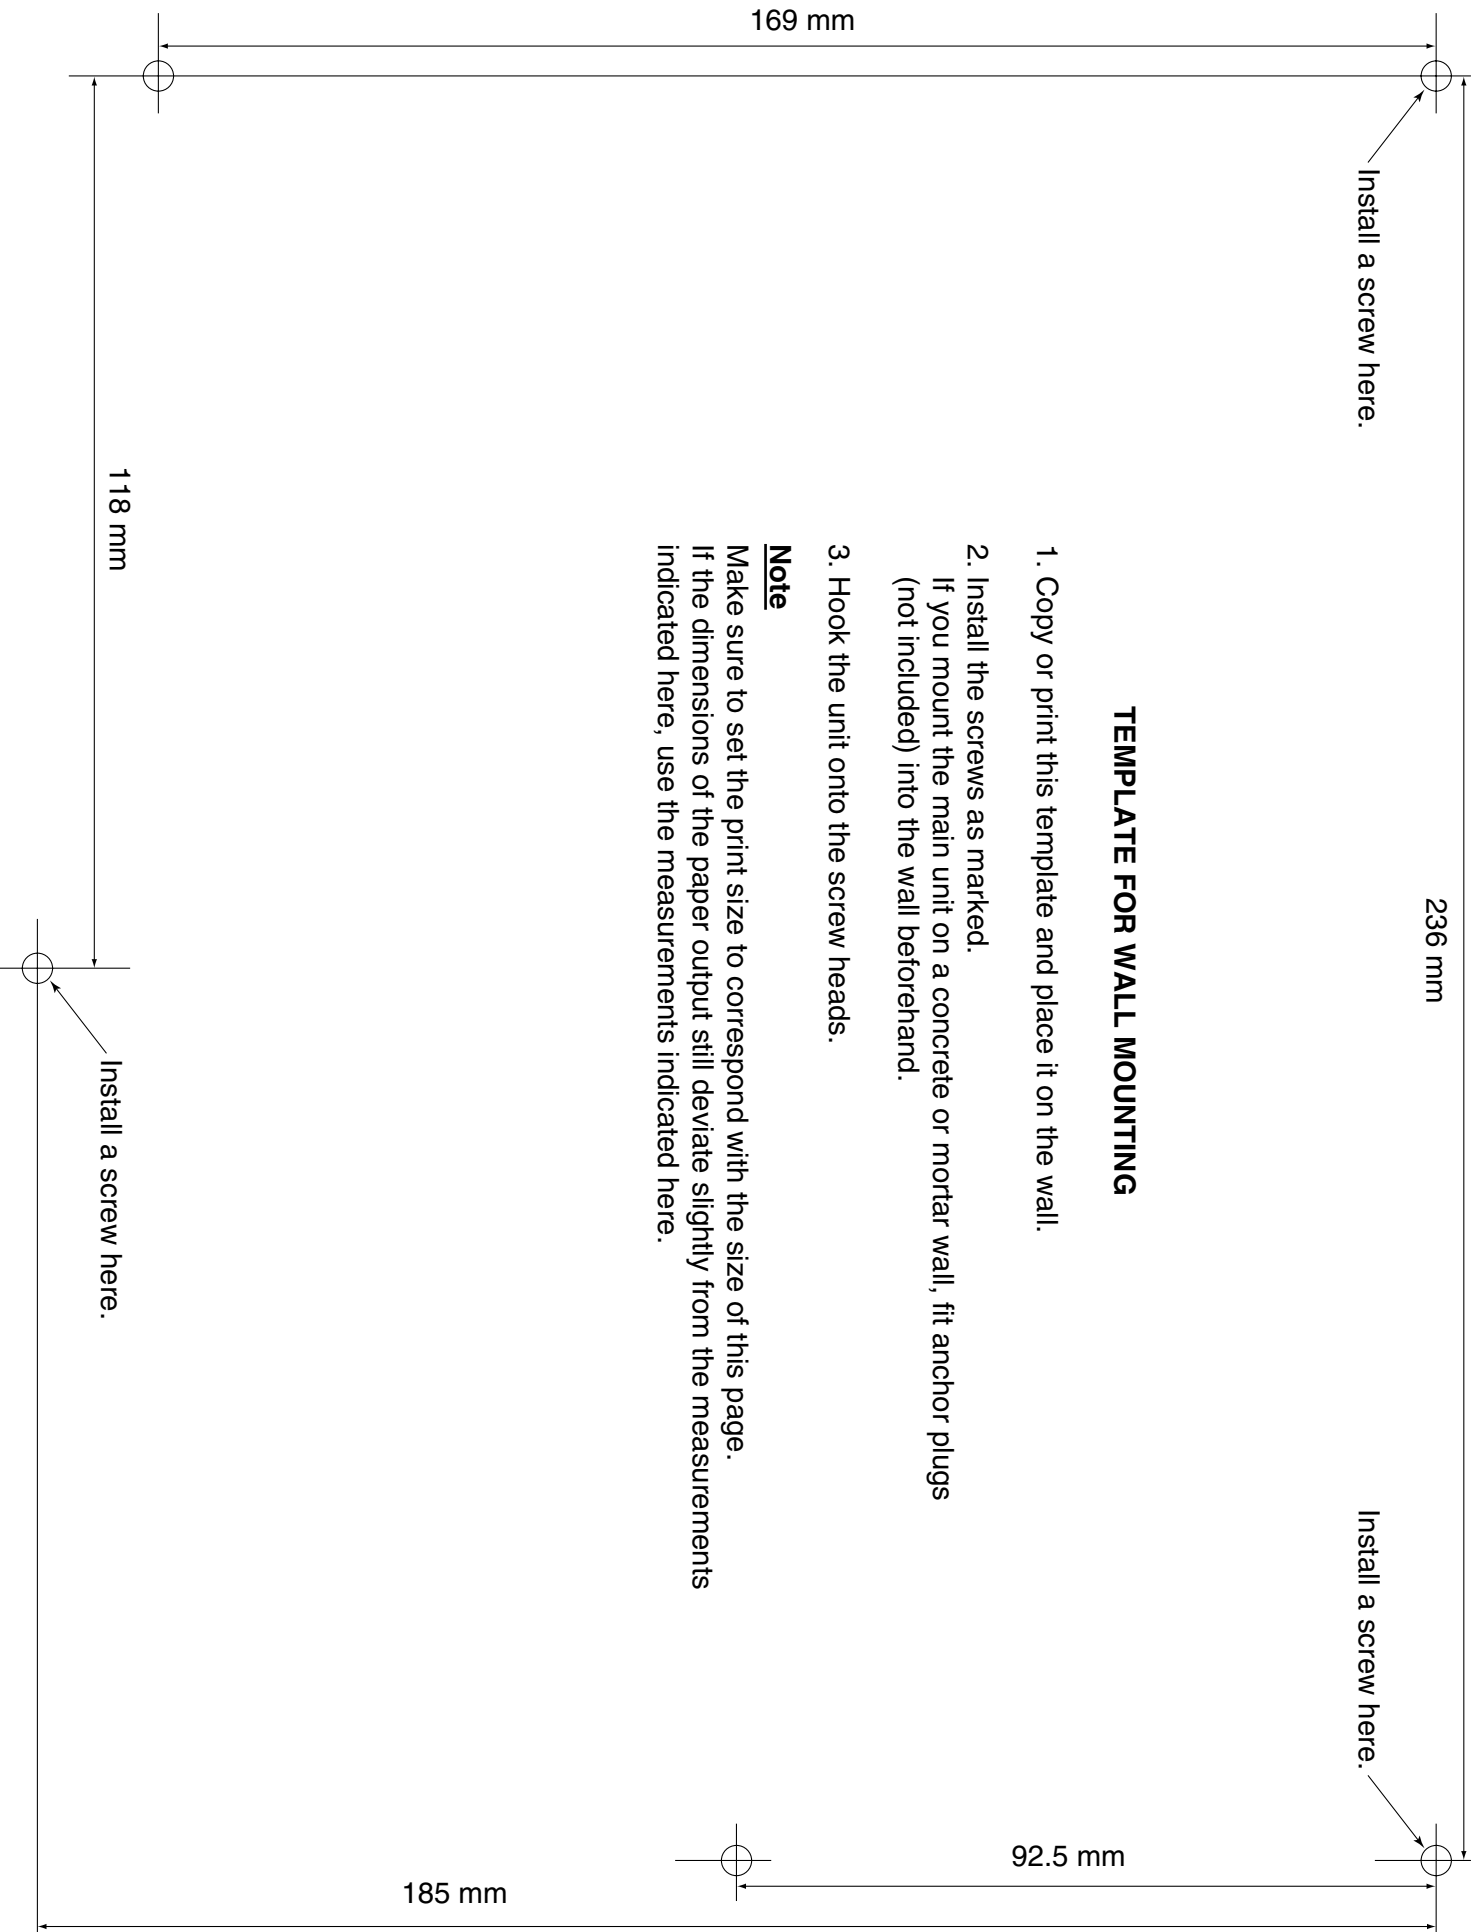 169 mm
236 mm
Install a screw here.
Install a screw here.
TEMPLATE FOR WALL MOUNTING
1. Copy or print this template and place it on the wall.
2. Install the screws as marked.
If you mount the main unit on a concrete or mortar wall, fit anchor plugs
(not included) into the wall beforehand.
3. Hook the unit onto the screw heads.
Note
Make sure to set the print size to correspond with the size of this page.
If the dimensions of the paper output still deviate slightly from the measurements
indicated here, use the measurements indicated here.
92.5 mm
185 mm
118 mm
Install a screw here.